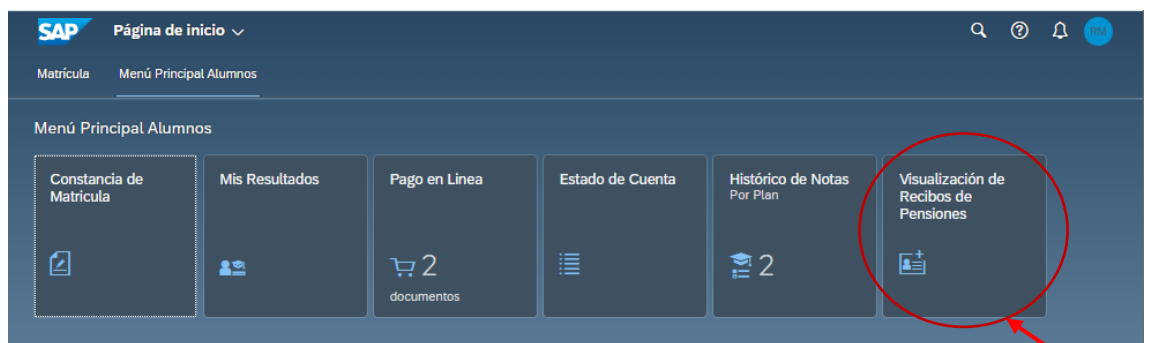 SAP Página de inicio
RM
Matrícula Menú Principal Alumnos
Menú Principal Alumnos
Constancia de
Matricula
Mis Resultados
Pago en Linea
2
documentos
Estado de Cuenta
Histórico de Notas
Por Plan
2
Visualización de
Recibos de
Pensiones